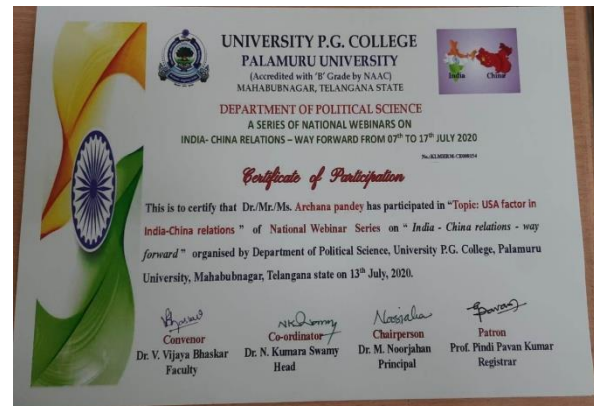 UNIVERSITY P.G. COLLEGE
PALAMURU UNIVERSITY
(Accredited with 'B' Grade by NAAC)
MAHABUBNAGAR, TELANGANA STATE
India China
DEPARTMENT OF POLITICAL SCIENCE
A SERIES OF NATIONAL WEBINARS ON
INDIA- CHINA RELATIONS – WAY FORWARD FROM 07th TO 17th JULY 2020
Certificate of Participation
This is to certify that Dr./Mr./Ms. Archana pandey has participated in "Topic: USA factor in
India-China relations " of National Webinar Series on " India - China relations - way
forward " organised by Department of Political Science, University P.G. College, Palamuru
University, Mahabubnagar, Telangana state on 13th July, 2020.
Convenor Co-ordinator Chairperson Patron
Dr. V. Vijaya Bhaskar Dr. N. Kumara Swamy Dr. M. Noorjahan Prof. Pindi Pavan Kumar
Faculty Head Principal Registrar